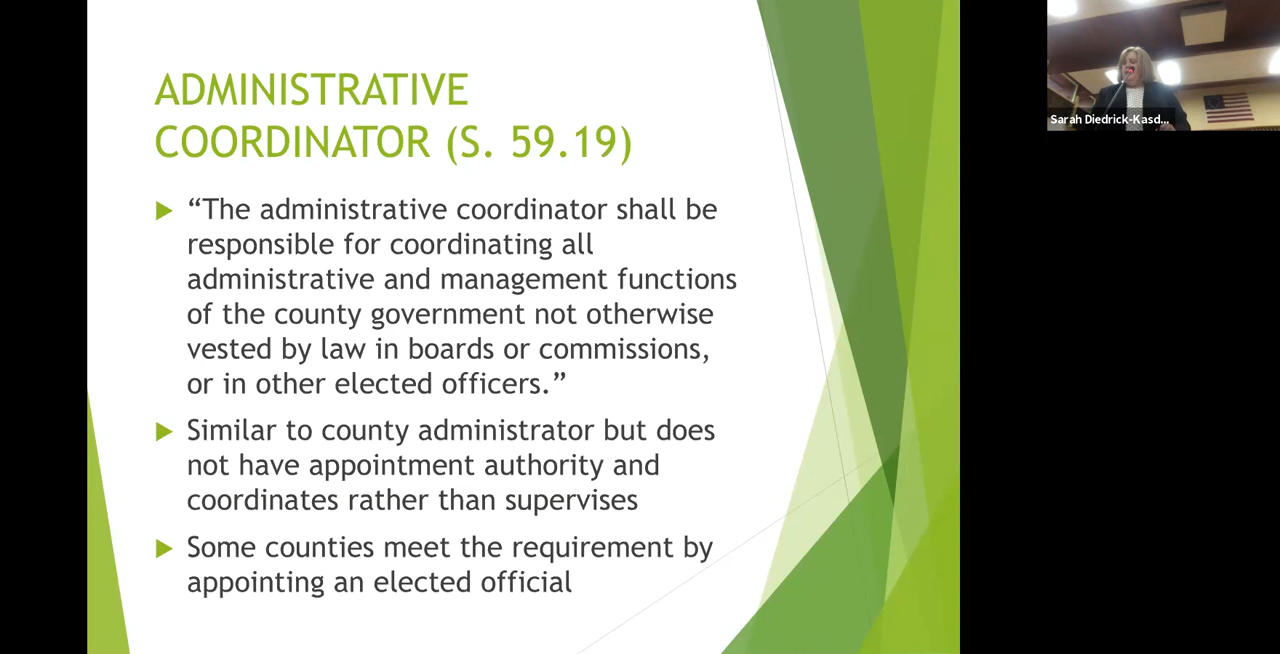 ADMINISTRATIVE
COORDINATOR (S. 59.19)
“The administrative coordinator shall be
responsible for coordinating all
administrative and management functions
of the county government not otherwise
vested by law in boards or commissions,
or in other elected officers.”
Similar to county administrator but does
not have appointment authority and
coordinates rather than supervises
Some counties meet the requirement by
appointing an elected official
Sarah Diedrick-Kasd...